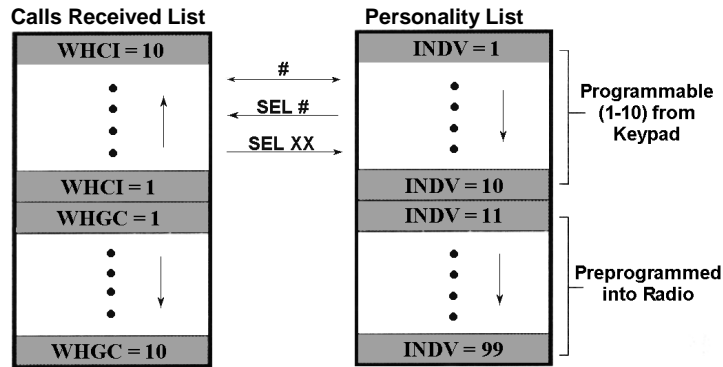 Calls Received List
Personality List
WHCI = 10
#
INDV = 1
SEL #
SEL XX
Programmable
(1-10) from
Keypad
WHCI = 1
INDV = 10
WHGC = 1
INDV = 11
Preprogrammed
into Radio
WHGC = 10
INDV = 99